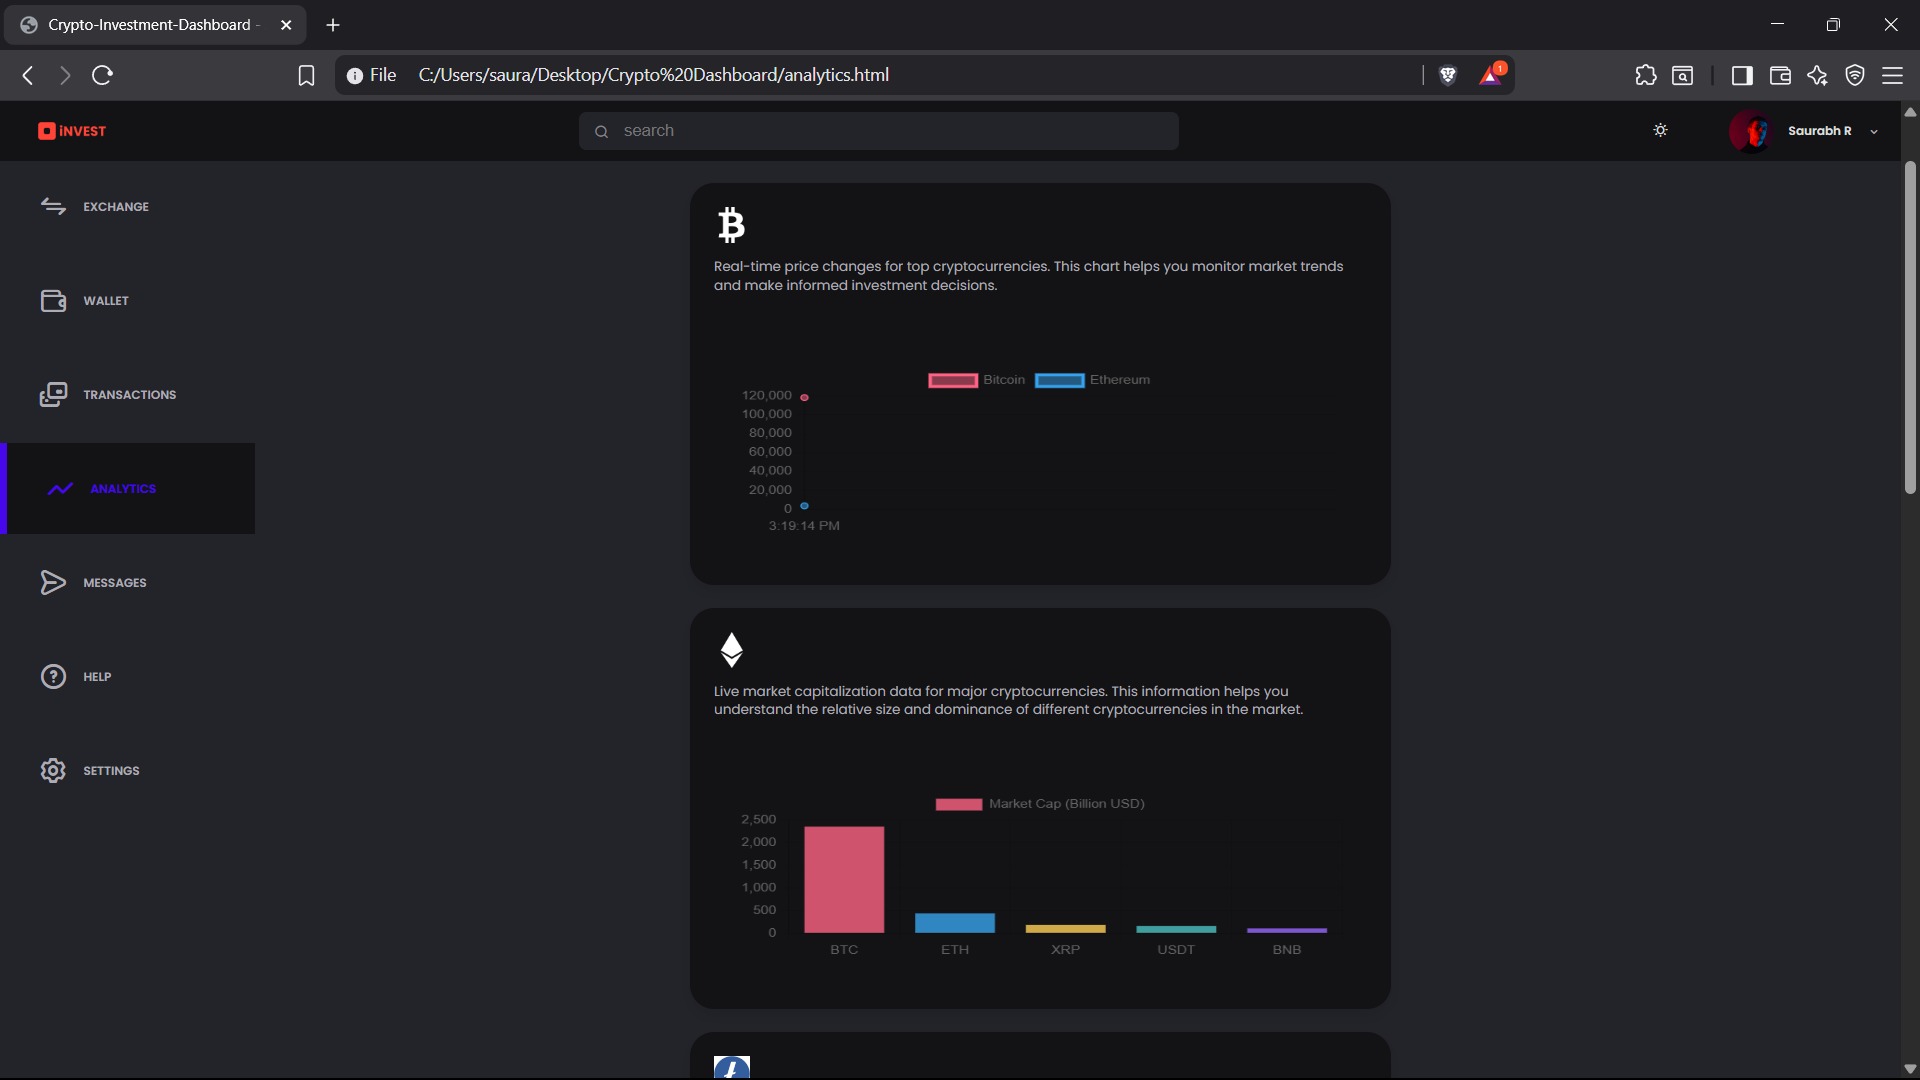 Crypto-Investment-Dashboard -
File C:/Users/saura/Desktop/Crypto%20Dashboard/analytics.html
1
iNVEST
search
Saurabh R
EXCHANGE
WALLET
TRANSACTIONS
ANALYTICS
MESSAGES
HELP
SETTINGS
Real-time price changes for top cryptocurrencies. This chart helps you monitor market trends
and make informed investment decisions.
Bitcoin Ethereum
120,000
100,000
80,000
60,000
40,000
20,000
0
3:19:14 PM
Live market capitalization data for major cryptocurrencies. This information helps you
understand the relative size and dominance of different cryptocurrencies in the market.
Market Cap (Billion USD)
2,500
2,000
1,500
1,000
500
0
BTC ETH XRP USDT BNB